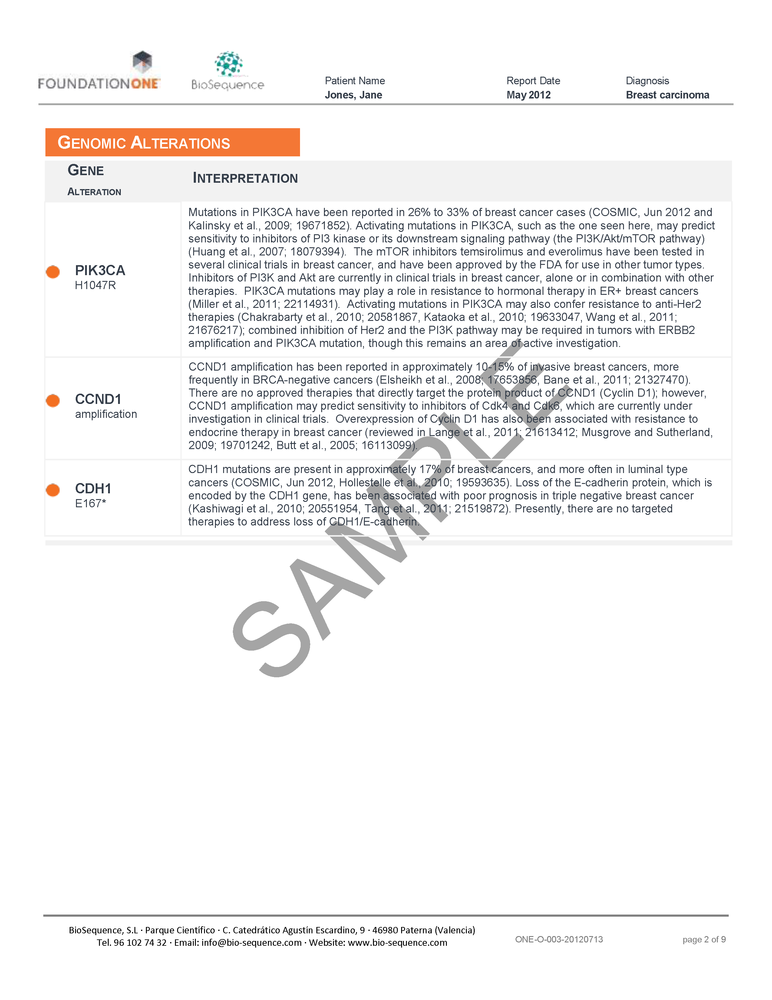 FOUNDATIONONE
BioSequence
Patient Name
Jones, Jane
Report Date
May 2012
Diagnosis
Breast carcinoma
GENOMIC ALTERATIONS
GENE
ALTERATION
INTERPRETATION
PIK3CA
H1047R
Mutations in PIK3CA have been reported in 26% to 33% of breast cancer cases (COSMIC, Jun 2012 and
Kalinsky et al., 2009; 19671852). Activating mutations in PIK3CA, such as the one seen here, may predict
sensitivity to inhibitors of PI3 kinase or its downstream signaling pathway (the PI3K/Akt/mTOR pathway)
(Huang et al., 2007; 18079394).  The mTOR inhibitors temsirolimus and everolimus have been tested in
several clinical trials in breast cancer, and have been approved by the FDA for use in other tumor types.
Inhibitors of PI3K and Akt are currently in clinical trials in breast cancer, alone or in combination with other
therapies.  PIK3CA mutations may play a role in resistance to hormonal therapy in ER+ breast cancers
(Miller et al., 2011; 22114931).  Activating mutations in PIK3CA may also confer resistance to anti-Her2
therapies (Chakrabarty et al., 2010; 20581867, Kataoka et al., 2010; 19633047, Wang et al., 2011;
21676217); combined inhibition of Her2 and the PI3K pathway may be required in tumors with ERBB2
amplification and PIK3CA mutation, though this remains an area of active investigation.
CCND1
amplification
CCND1 amplification has been reported in approximately 10-15% of invasive breast cancers, more
frequently in BRCA-negative cancers (Elsheikh et al., 2008; 17653856, Bane et al., 2011; 21327470).
There are no approved therapies that directly target the protein product of CCND1 (Cyclin D1); however,
CCND1 amplification may predict sensitivity to inhibitors of Cdk4 and Cdk6, which are currently under
investigation in clinical trials.  Overexpression of Cyclin D1 has also been associated with resistance to
endocrine therapy in breast cancer (reviewed in Lange et al., 2011; 21613412; Musgrove and Sutherland,
2009; 19701242, Butt et al., 2005; 16113099).
CDH1
E167*
CDH1 mutations are present in approximately 17% of breast cancers, and more often in luminal type
cancers (COSMIC, Jun 2012, Hollestelle et al., 2010; 19593635). Loss of the E-cadherin protein, which is
encoded by the CDH1 gene, has been associated with poor prognosis in triple negative breast cancer
(Kashiwagi et al., 2010; 20551954, Tang et al., 2011; 21519872). Presently, there are no targeted
therapies to address loss of CDH1/E-cadherin.
SAMPLE
BioSequence, S.L · Parque Científico · C. Catedrático Agustín Escardino, 9 · 46980 Paterna (Valencia)
Tel. 96 102 74 32 · Email: info@bio-sequence.com · Website: www.bio-sequence.com
ONE-O-003-20120713
page 2 of 9